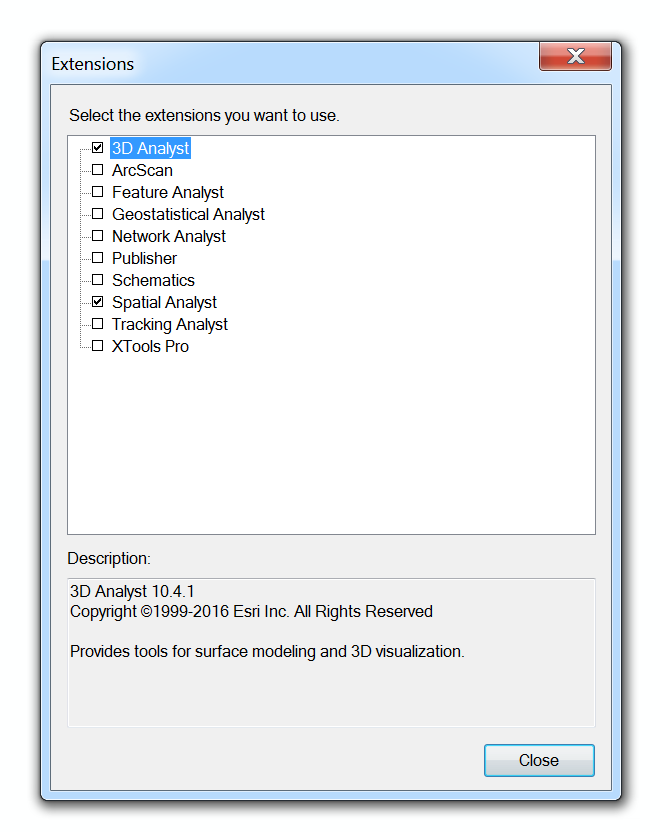 Extensions
Select the extensions you want to use.
3D Analyst
ArcScan
Feature Analyst
Geostatistical Analyst
Network Analyst
Publisher
Schematics
Spatial Analyst
Tracking Analyst
XTools Pro
Description:
3D Analyst 10.4.1
Copyright ©1999-2016 Esri Inc. All Rights Reserved
Provides tools for surface modeling and 3D visualization.
Close